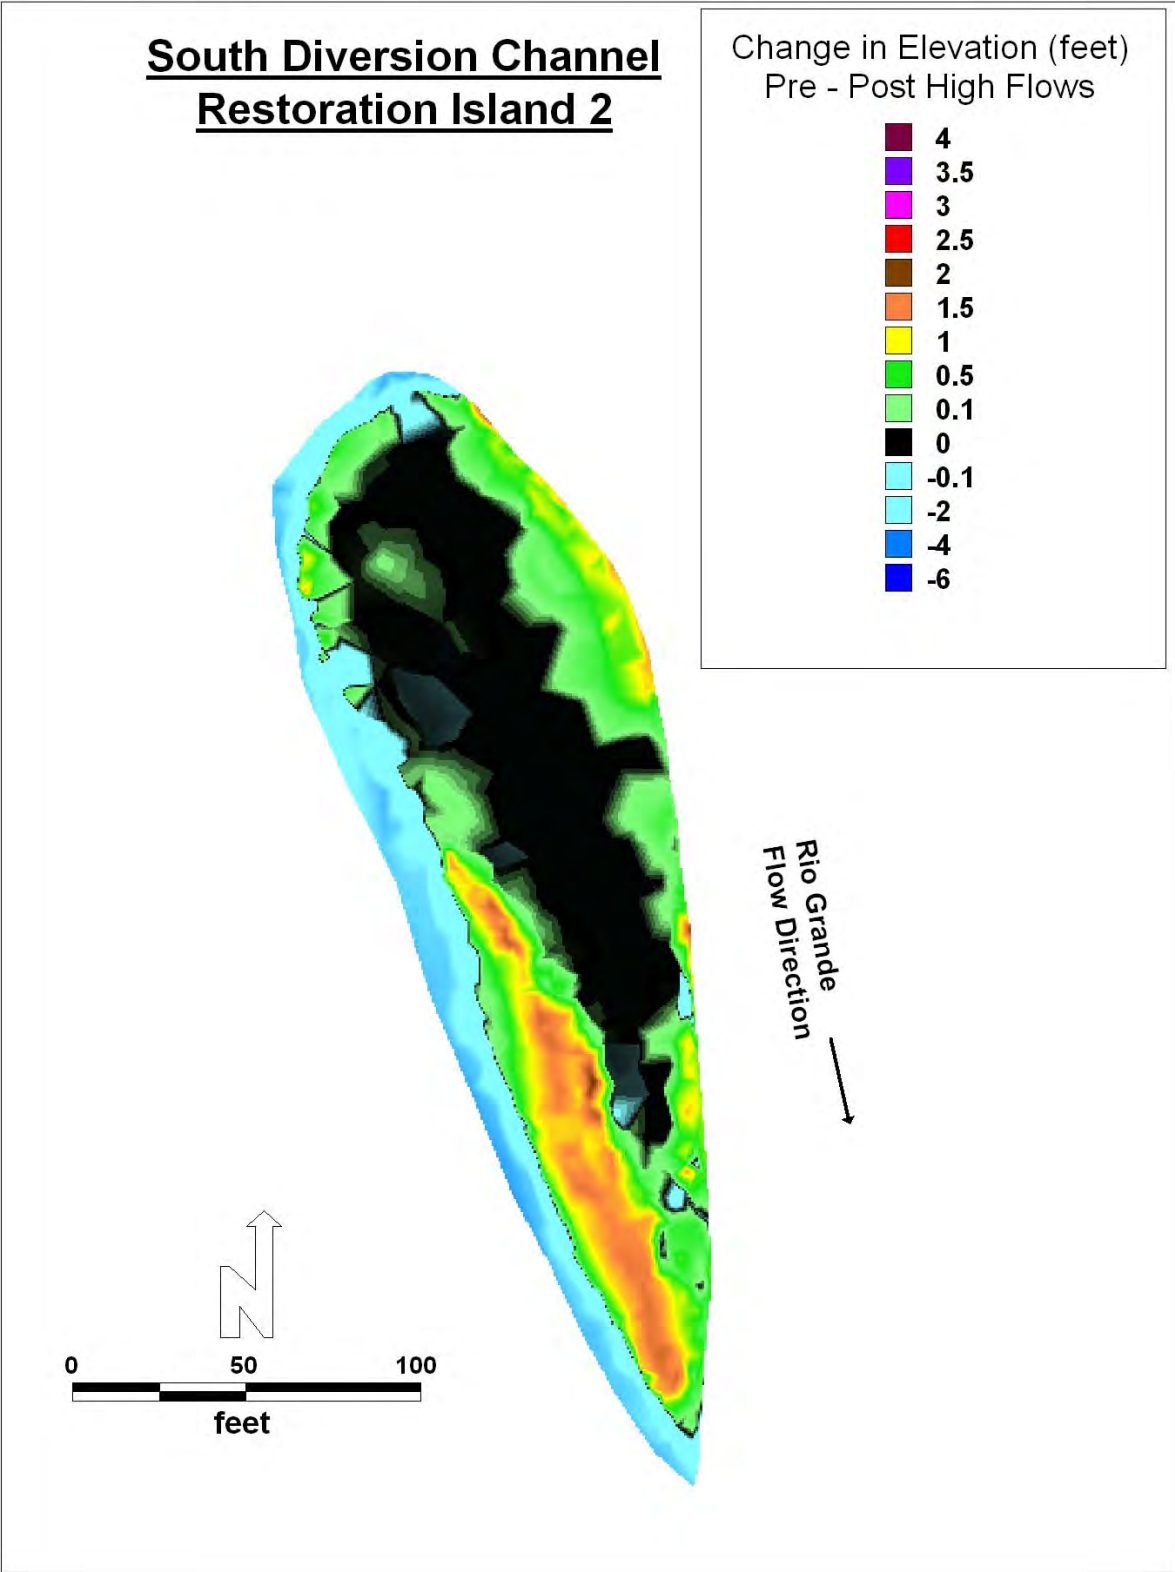 South Diversion Channel
Restoration Island 2
Change in Elevation (feet)
Pre - Post High Flows
4
3.5
3
2.5
2
1.5
1
0.5
0.1
0
-0.1
-2
-4
-6
Rio Grande
Flow Direction
N
0 50 100
feet